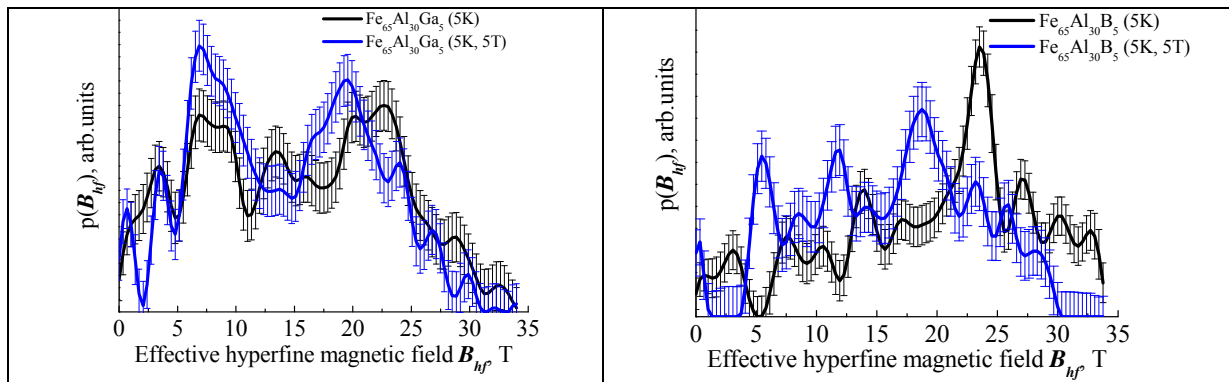 Fe65Al30Ga5 (5K)
Fe65Al30Ga5 (5K, 5T)
p(Bhf), arb.units
0 5 10 15 20 25 30 35
Effective hyperfine magnetic field Bhf, T
Fe65Al30B5 (5K)
Fe65Al30B5 (5K, 5T)
p(Bhf), arb.units
0 5 10 15 20 25 30 35
Effective hyperfine magnetic field Bhf, T